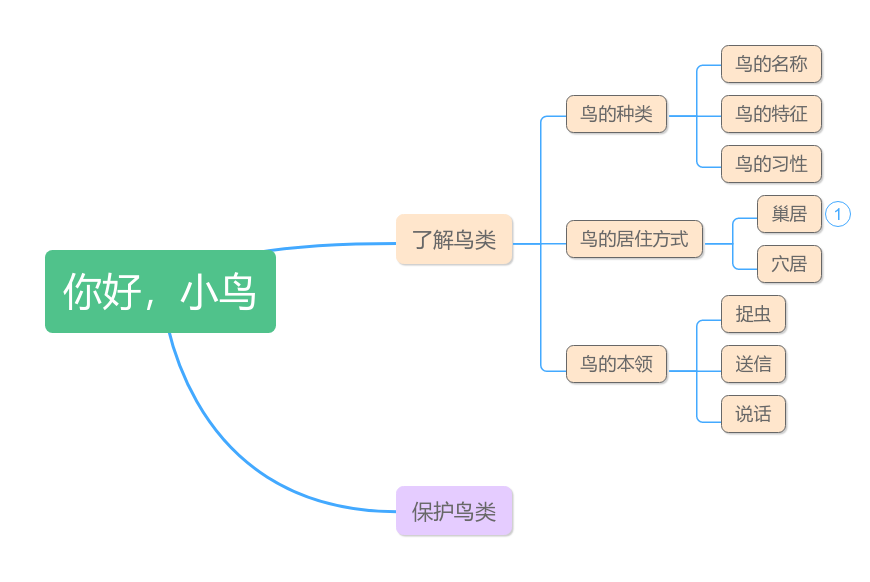 你好，小鸟
了解鸟类
鸟的种类
鸟的名称
鸟的特征
鸟的习性
鸟的居住方式
巢居
1
穴居
鸟的本领
捉虫
送信
说话
保护鸟类